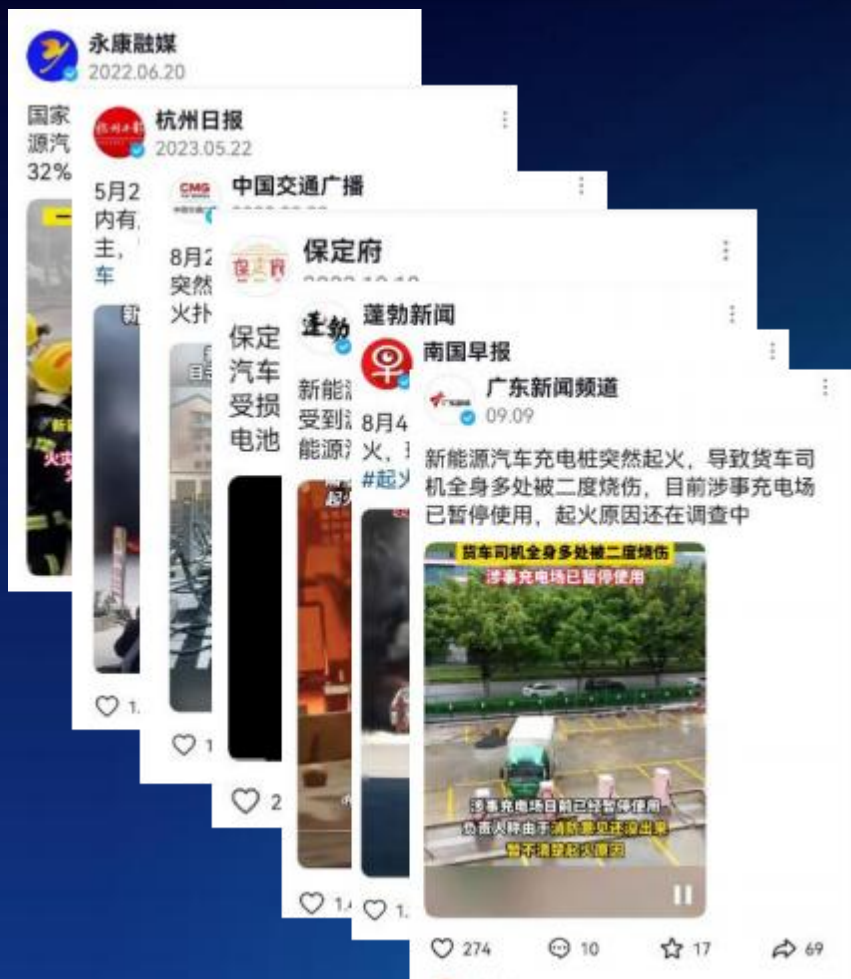 永康融媒
2022.06.20
国家
源汽
32%
杭州日报
2023.05.22
5月2
内有
主，
车
CMG
中国交通广播
8月2
突然
火扑
保定府
保定
汽车
受损
电池
蓬勃新闻
新能源
受到
能源汽
南国早报
8月4
火，
#起火
广东新闻频道
09.09
新能源汽车充电桩突然起火，导致货车司
机全身多处被二度烧伤，目前涉事充电场
已暂停使用，起火原因还在调查中
货车司机全身多处被二度烧伤
涉事充电场已暂停使用
涉事充电场目前已经暂停使用
负责人称由于消防意见还没出来
暂不清楚起火原因
274
10
17
69